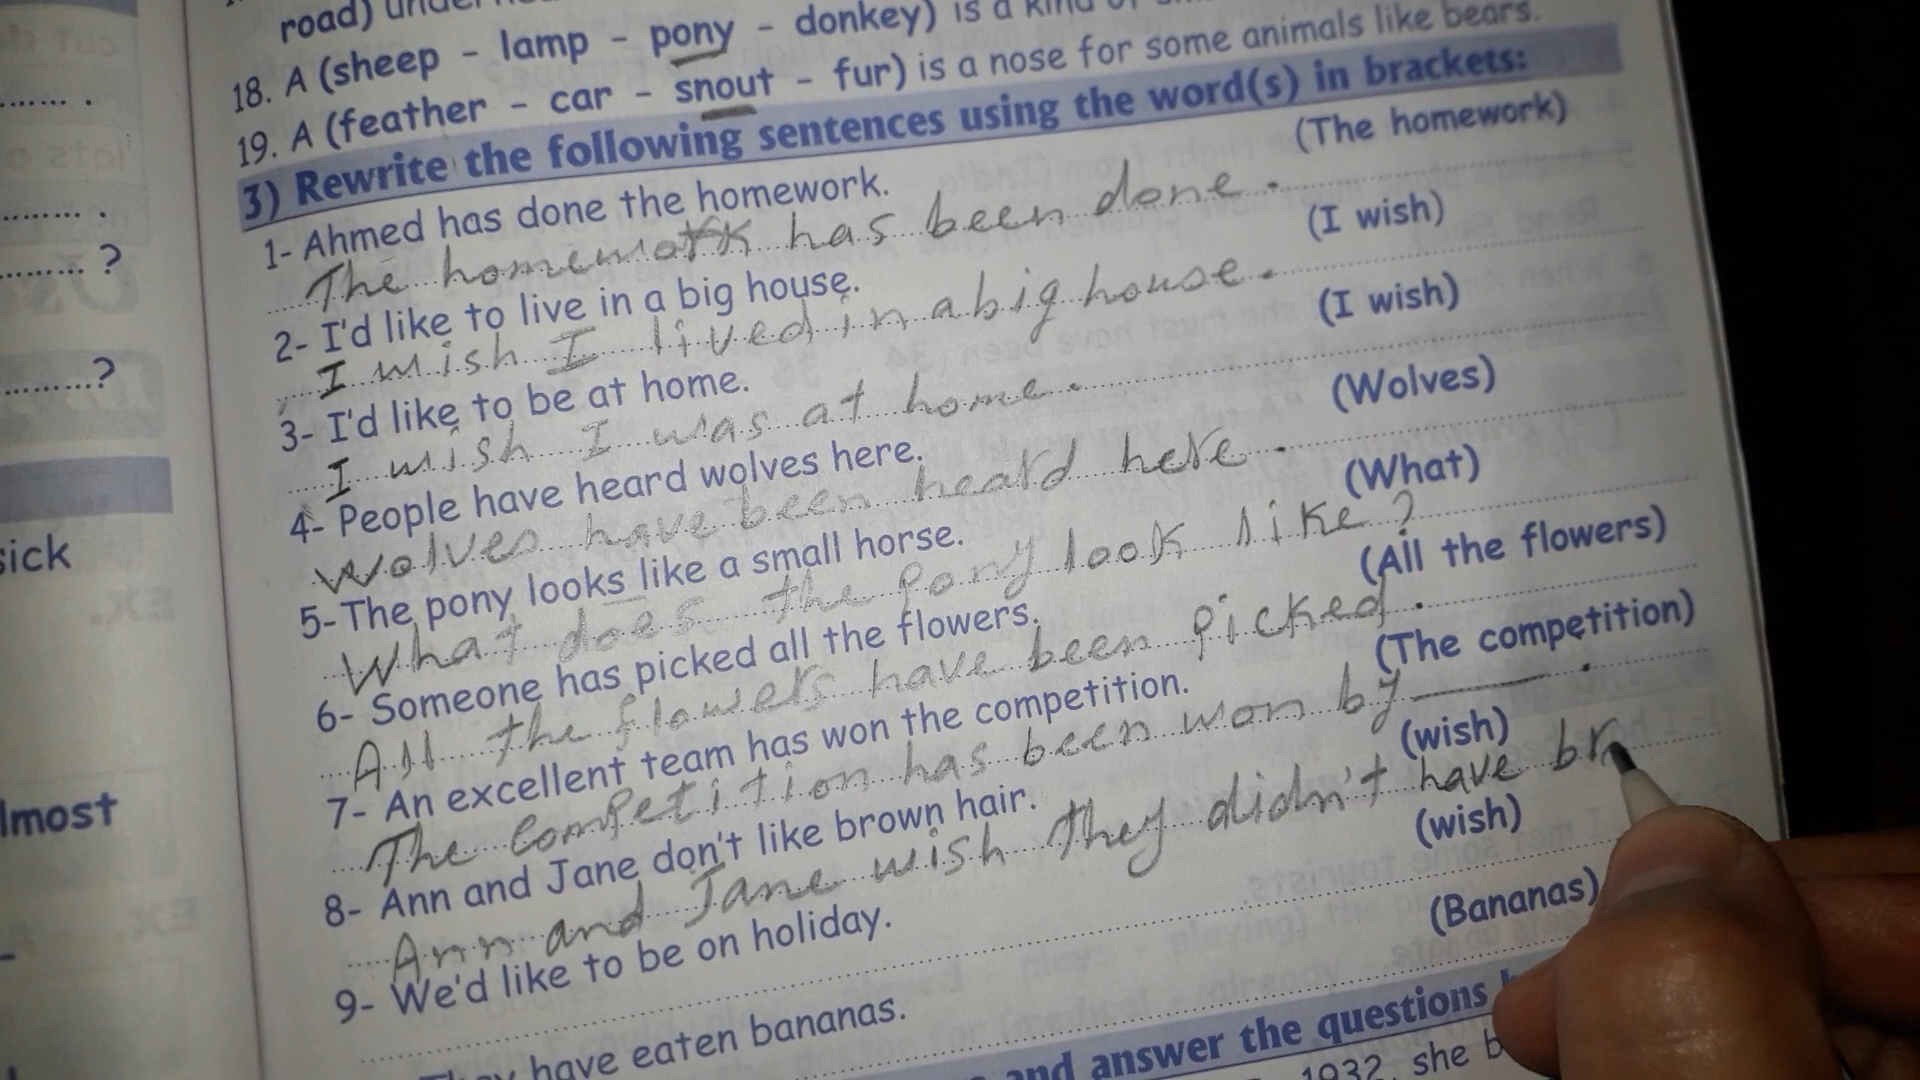 road)
18. A (sheep - lamp - pony - donkey) is a kind of
19. A (feather - car - snout - fur) is a nose for some animals like bears.
3) Rewrite the following sentences using the word(s) in brackets:
1- Ahmed has done the homework. (The homework)
The homework has been done.
2- I'd like to live in a big house. (I wish)
I wish I lived in a big house.
3- I'd like to be at home. (I wish)
I wish I was at home.
4- People have heard wolves here. (Wolves)
Wolves have been heard here.
5- The pony looks like a small horse. (What)
What does the pony look like?
6- Someone has picked all the flowers. (All the flowers)
All the flowers have been picked.
7- An excellent team has won the competition. (The competition)
The competition has been won by .
8- Ann and Jane don't like brown hair. (wish)
Ann and Jane wish they didn't have br
9- We'd like to be on holiday. (wish)
have eaten bananas. (Bananas)
and answer the questions
1932, she b
sick
lmost